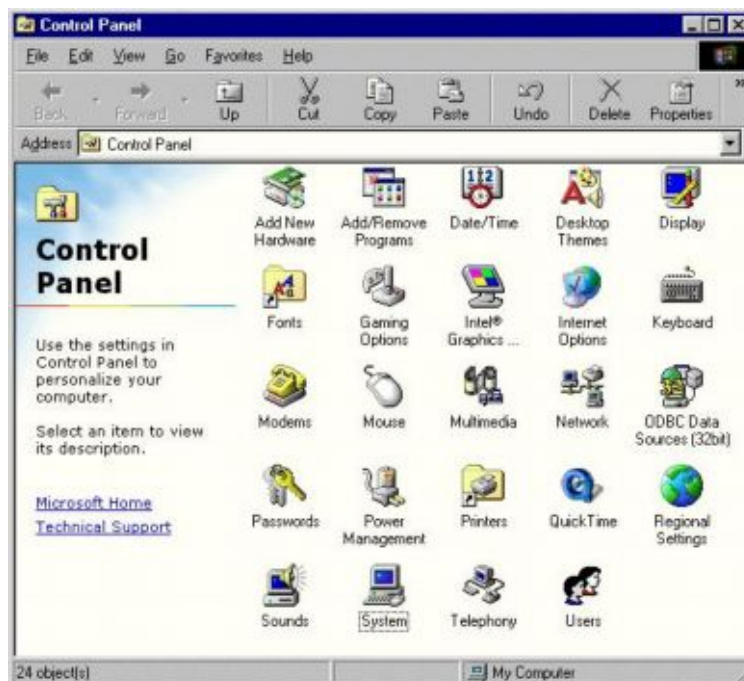 Control Panel
File Edit View Go Favorites Help
Back Forward Up Cut Copy Paste Undo Delete Properties »
Address Control Panel
Control
Panel
Use the settings in
Control Panel to
personalize your
computer.
Select an item to view
its description.
Microsoft Home
Technical Support
Add New
Hardware
Add/Remove
Programs
Date/Time
Desktop
Themes
Display
Fonts
Gaming
Options
Intel®
Graphics ...
Internet
Options
Keyboard
Modems
Mouse
Multimedia
Network
ODBC Data
Sources (32bit)
Passwords
Power
Management
Printers
QuickTime
Regional
Settings
Sounds
System
Telephony
Users
24 object(s) My Computer